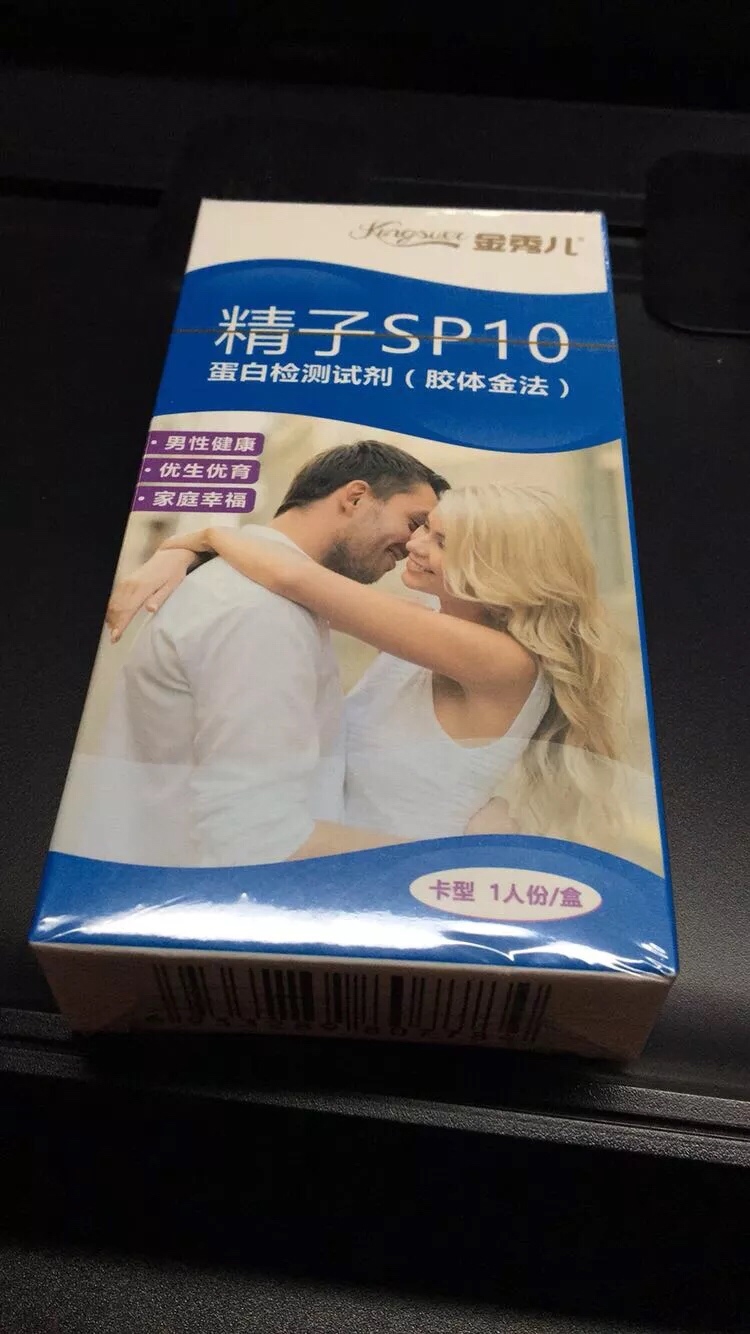 Kingsuer 金秀儿®
精子SP10
蛋白检测试剂（胶体金法）
·男性健康
·优生优育
·家庭幸福
卡型 1人份/盒